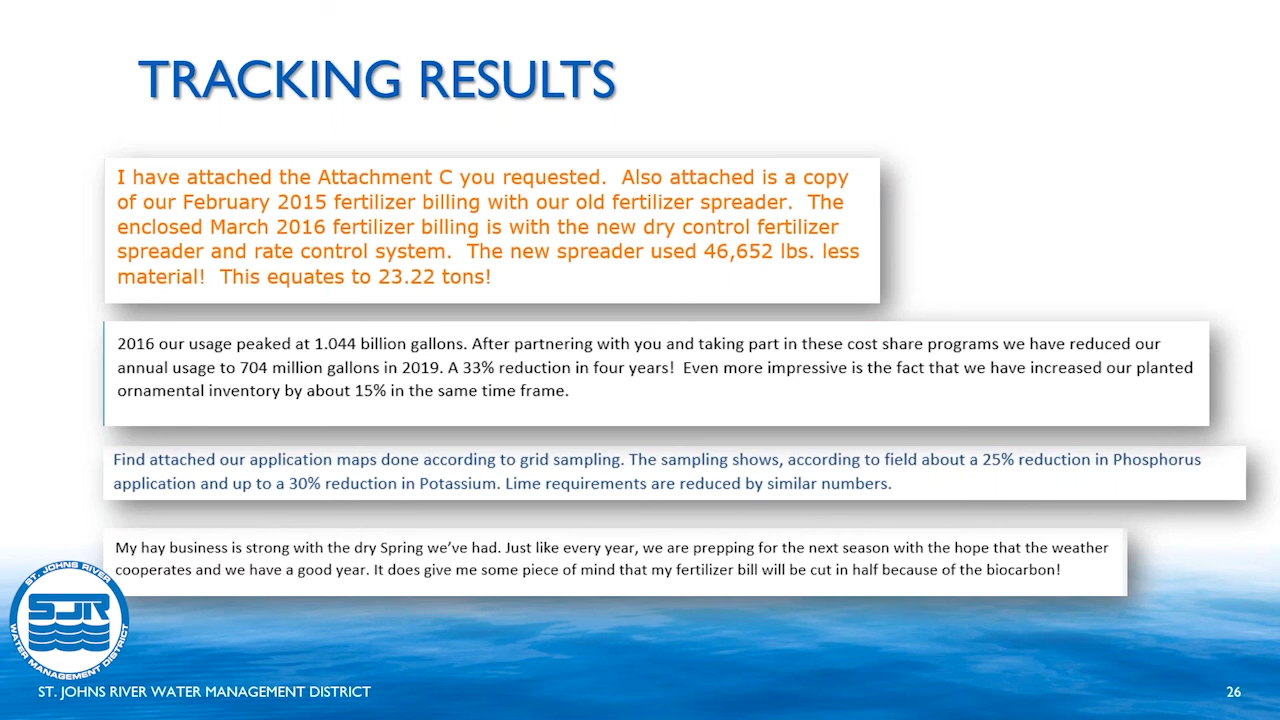 TRACKING RESULTS
I have attached the Attachment C you requested.  Also attached is a copy
of our February 2015 fertilizer billing with our old fertilizer spreader.  The
enclosed March 2016 fertilizer billing is with the new dry control fertilizer
spreader and rate control system.  The new spreader used 46,652 lbs. less
material!  This equates to 23.22 tons!
2016 our usage peaked at 1.044 billion gallons. After partnering with you and taking part in these cost share programs we have reduced our
annual usage to 704 million gallons in 2019. A 33% reduction in four years!  Even more impressive is the fact that we have increased our planted
ornamental inventory by about 15% in the same time frame.
Find attached our application maps done according to grid sampling. The sampling shows, according to field about a 25% reduction in Phosphorus
application and up to a 30% reduction in Potassium. Lime requirements are reduced by similar numbers.
My hay business is strong with the dry Spring we've had. Just like every year, we are prepping for the next season with the hope that the weather
cooperates and we have a good year. It does give me some piece of mind that my fertilizer bill will be cut in half because of the biocarbon!
ST. JOHNS RIVER
SJR
WATER MANAGEMENT DISTRICT
ST. JOHNS RIVER WATER MANAGEMENT DISTRICT
26